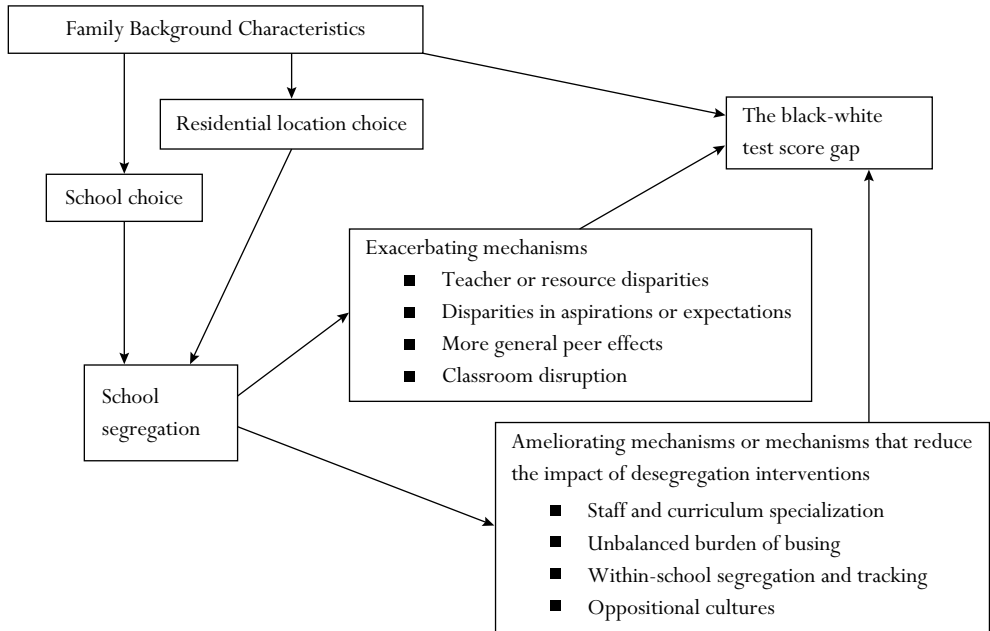 Family Background Characteristics
Residential location choice
The black-white
test score gap
School choice
Exacerbating mechanisms
■ Teacher or resource disparities
■ Disparities in aspirations or expectations
■ More general peer effects
■ Classroom disruption
School
segregation
Ameliorating mechanisms or mechanisms that reduce
the impact of desegregation interventions
■ Staff and curriculum specialization
■ Unbalanced burden of busing
■ Within-school segregation and tracking
■ Oppositional cultures